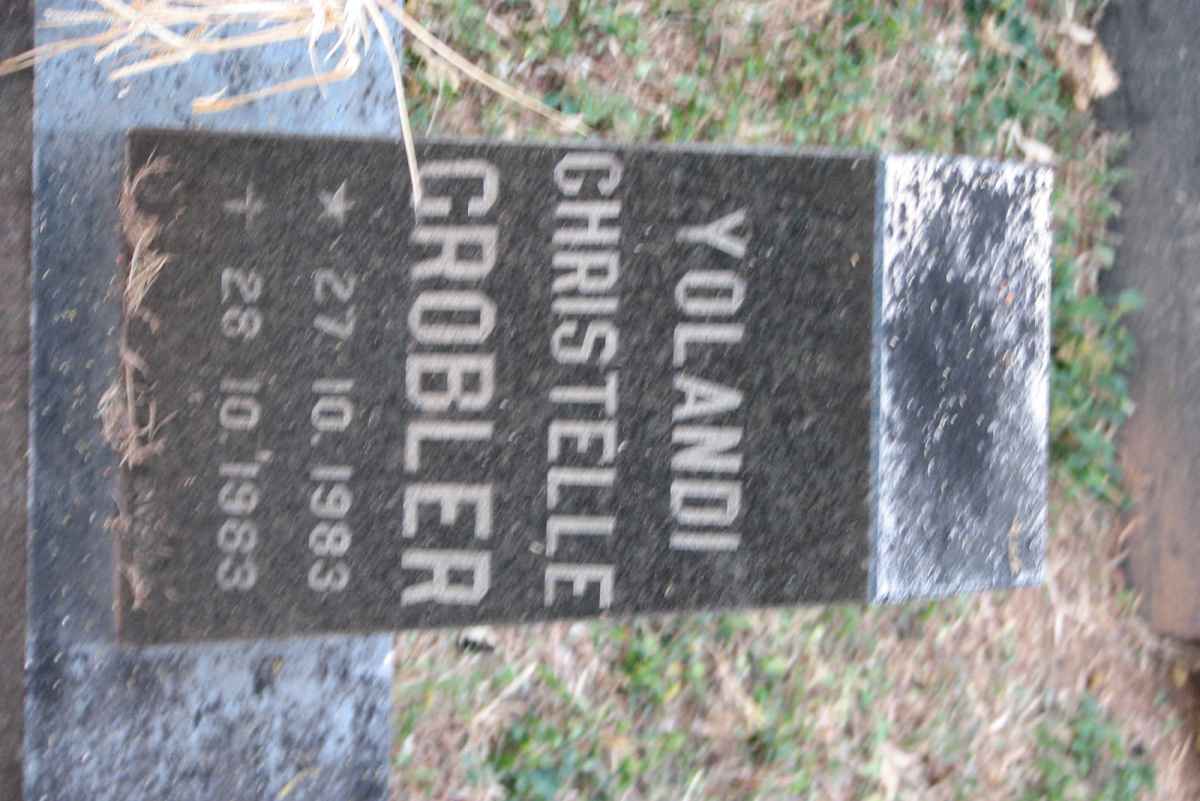 YOLANDI
CHRISTELLE
GROBLER
★ 27.10.1983
✝ 28.10.1983